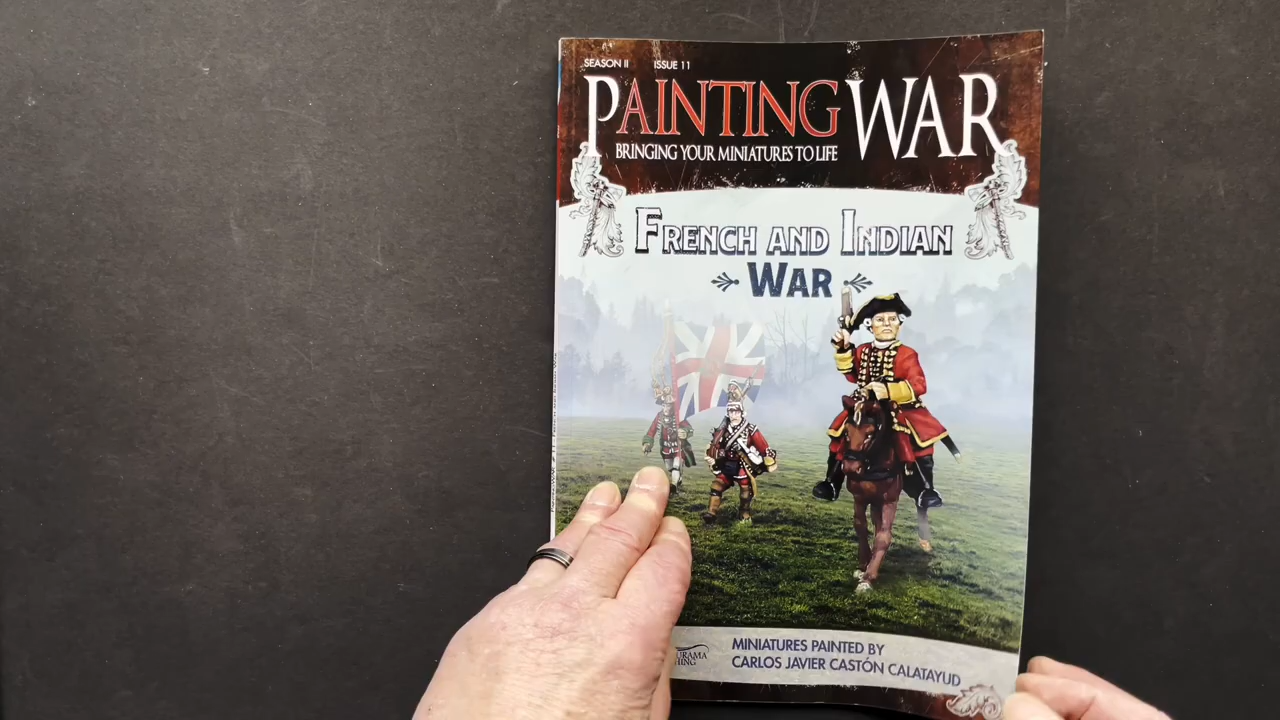 SEASON II ISSUE 11
PAINTING WAR
BRINGING YOUR MINIATURES TO LIFE
FRENCH AND INDIAN
WAR
MINIATURES PAINTED BY
CARLOS JAVIER CASTÓN CALATAYUD